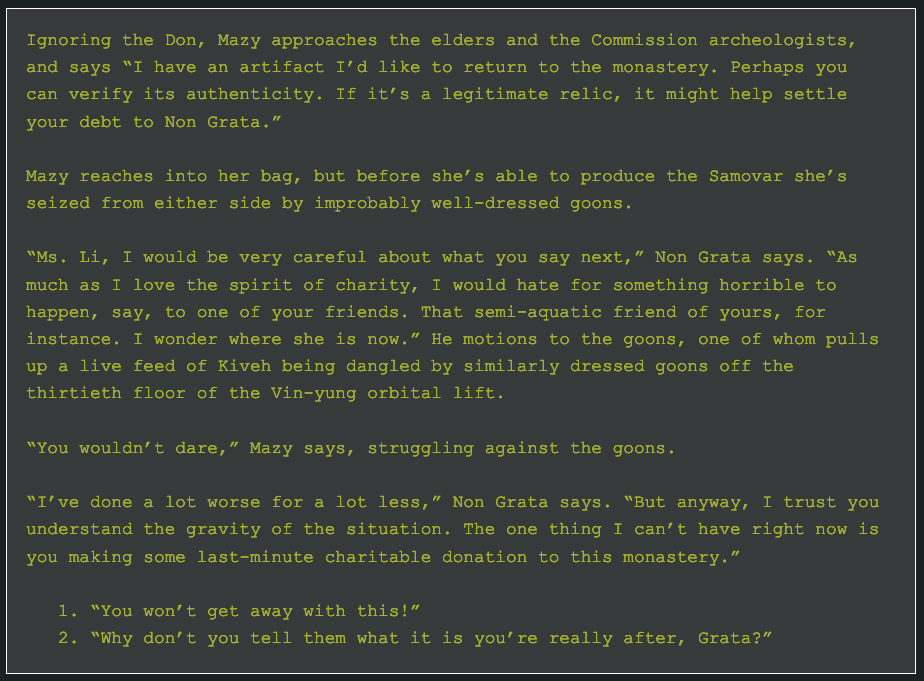 Ignoring the Don, Mazy approaches the elders and the Commission archeologists,
and says “I have an artifact I’d like to return to the monastery. Perhaps you
can verify its authenticity. If it’s a legitimate relic, it might help settle
your debt to Non Grata.”
Mazy reaches into her bag, but before she’s able to produce the Samovar she’s
seized from either side by improbably well-dressed goons.
“Ms. Li, I would be very careful about what you say next,” Non Grata says. “As
much as I love the spirit of charity, I would hate for something horrible to
happen, say, to one of your friends. That semi-aquatic friend of yours, for
instance. I wonder where she is now.” He motions to the goons, one of whom pulls
up a live feed of Kiveh being dangled by similarly dressed goons off the
thirtieth floor of the Vin-yung orbital lift.
“You wouldn’t dare,” Mazy says, struggling against the goons.
“I’ve done a lot worse for a lot less,” Non Grata says. “But anyway, I trust you
understand the gravity of the situation. The one thing I can’t have right now is
you making some last-minute charitable donation to this monastery.”
1. “You won’t get away with this!”
2. “Why don’t you tell them what it is you’re really after, Grata?”